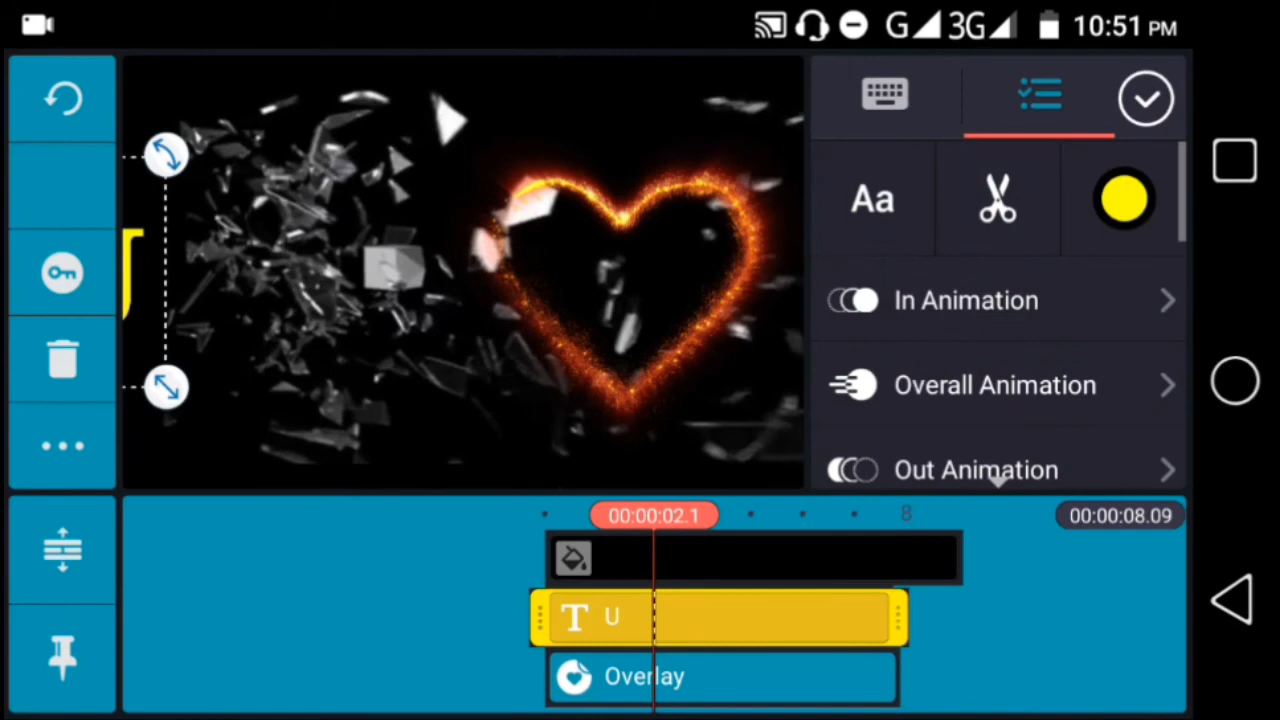 G 3G 10:51 PM
Aa
In Animation
Overall Animation
Out Animation
U
00:00:02.1
8
00:00:08.09
T U
Overlay